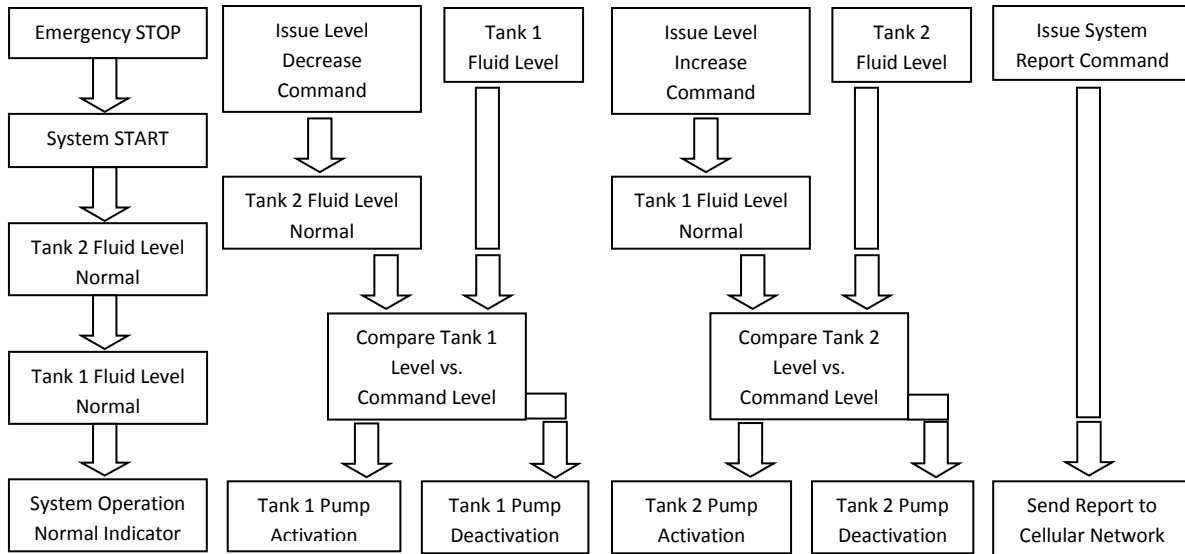 Emergency STOP
System START
Tank 2 Fluid Level
Normal
Tank 1 Fluid Level
Normal
System Operation
Normal Indicator
Issue Level
Decrease
Command
Tank 2 Fluid Level
Normal
Tank 1
Fluid Level
Compare Tank 1
Level vs.
Command Level
Tank 1 Pump
Activation
Tank 1 Pump
Deactivation
Issue Level
Increase
Command
Tank 1 Fluid Level
Normal
Tank 2
Fluid Level
Compare Tank 2
Level vs.
Command Level
Tank 2 Pump
Activation
Tank 2 Pump
Deactivation
Issue System
Report Command
Send Report to
Cellular Network